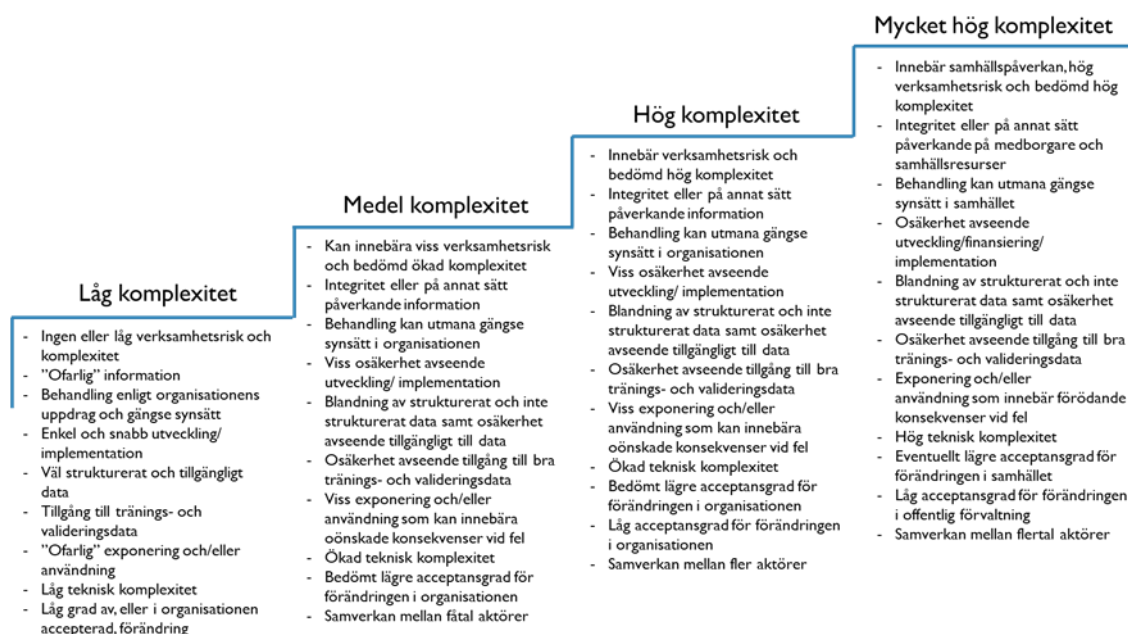 Låg komplexitet
- Ingen eller låg verksamhetsrisk och
komplexitet
- ”Ofarlig” information
- Behandling enligt organisationens
uppdrag och gängse synsätt
- Enkel och snabb utveckling/
implementation
- Väl strukturerat och tillgängligt
data
- Tillgång till tränings- och
valideringsdata
- ”Ofarlig” exponering och/eller
användning
- Låg teknisk komplexitet
- Låg grad av, eller i organisationen
accepterad, förändring
Medel komplexitet
- Kan innebära viss verksamhetsrisk
och bedömd ökad komplexitet
- Integritet eller på annat sätt
påverkande information
- Behandling kan utmana gängse
synsätt i organisationen
- Viss osäkerhet avseende
utveckling/ implementation
- Blandning av strukturerat och inte
strukturerat data samt osäkerhet
avseende tillgängligt till data
- Osäkerhet avseende tillgång till bra
tränings- och valideringsdata
- Viss exponering och/eller
användning som kan innebära
oönskade konsekvenser vid fel
- Ökad teknisk komplexitet
- Bedömt lägre acceptansgrad för
förändringen i organisationen
- Samverkan mellan fåtal aktörer
Hög komplexitet
- Innebär verksamhetsrisk och
bedömd hög komplexitet
- Integritet eller på annat sätt
påverkande information
- Behandling kan utmana gängse
synsätt i organisationen
- Viss osäkerhet avseende
utveckling/ implementation
- Blandning av strukturerat och inte
strukturerat data samt osäkerhet
avseende tillgängligt till data
- Osäkerhet avseende tillgång till bra
tränings- och valideringsdata
- Viss exponering och/eller
användning som kan innebära
oönskade konsekvenser vid fel
- Ökad teknisk komplexitet
- Bedömt lägre acceptansgrad för
förändringen i organisationen
- Låg acceptansgrad för förändringen
i organisationen
- Samverkan mellan fler aktörer
Mycket hög komplexitet
- Innebär samhällspåverkan, hög
verksamhetsrisk och bedömd hög
komplexitet
- Integritet eller på annat sätt
påverkande på medborgare och
samhällsresurser
- Behandling kan utmana gängse
synsätt i samhället
- Osäkerhet avseende
utveckling/finansiering/
implementation
- Blandning av strukturerat och inte
strukturerat data samt osäkerhet
avseende tillgängligt till data
- Osäkerhet avseende tillgång till bra
tränings- och valideringsdata
- Exponering och/eller
användning som innebär förödande
konsekvenser vid fel
- Hög teknisk komplexitet
- Eventuellt lägre acceptansgrad för
förändringen i samhället
- Låg acceptansgrad för förändringen
i offentlig förvaltning
- Samverkan mellan flertal aktörer